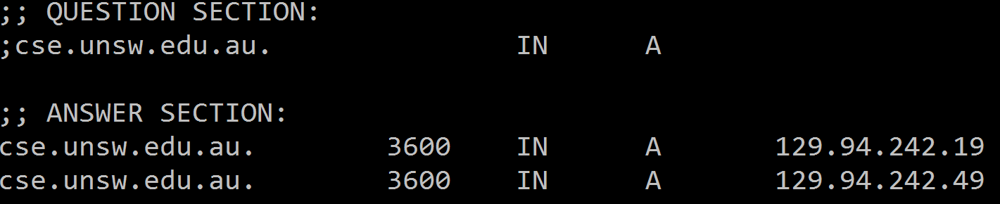 ;; QUESTION SECTION:
;cse.unsw.edu.au. IN A
;; ANSWER SECTION:
cse.unsw.edu.au. 3600 IN A 129.94.242.19
cse.unsw.edu.au. 3600 IN A 129.94.242.49